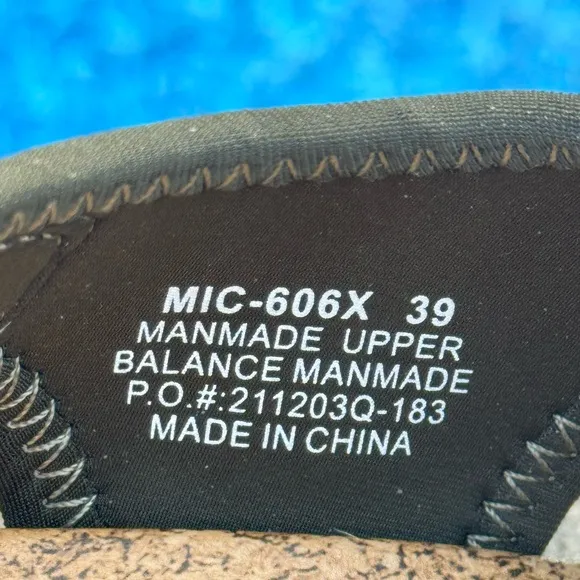 MIC-606X 39
MANMADE UPPER
BALANCE MANMADE
P.O.#:211203Q-183
MADE IN CHINA